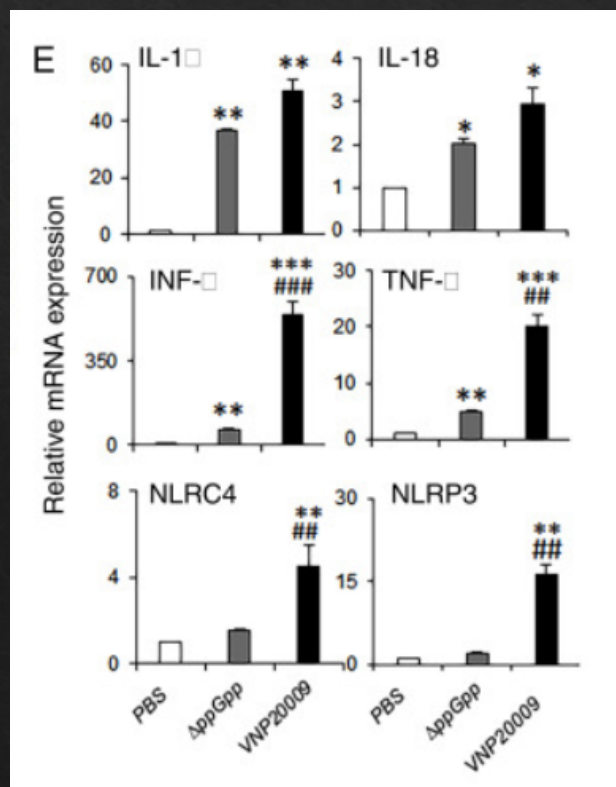 E
Relative mRNA expression
IL-1□
60
40
20
0
**
**
IL-18
4
3
2
1
0
*
*
INF-□
700
350
0
**
***
###
TNF-□
30
20
10
0
**
***
##
NLRC4
8
4
0
**
##
NLRP3
30
15
0
**
##
PBS
ΔppGpp
VNP20009
PBS
ΔppGpp
VNP20009